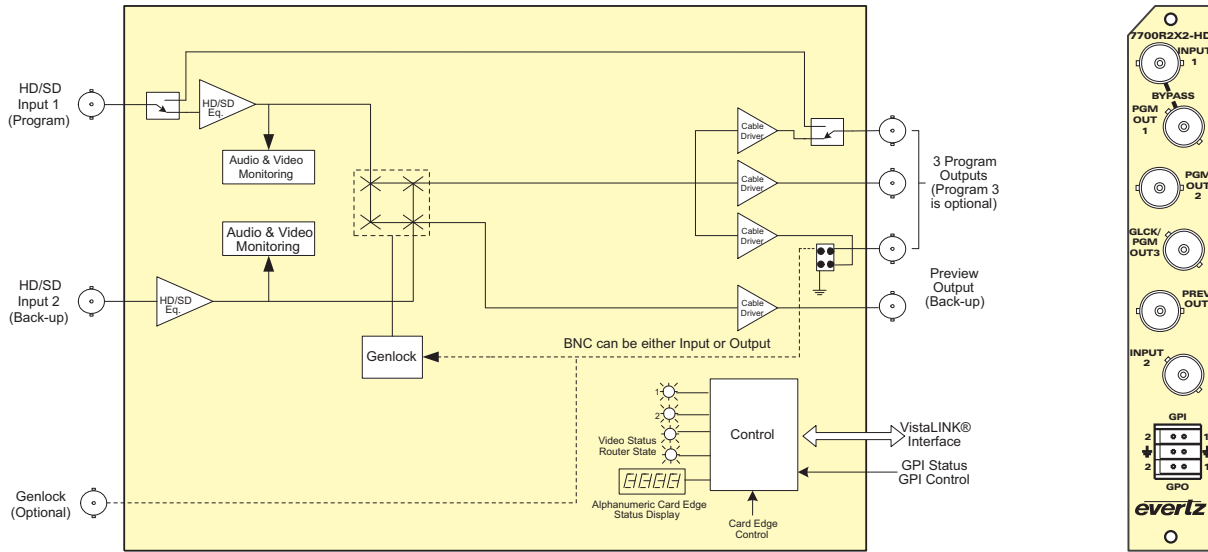 HD/SD
Input 1
(Program)
HD/SD
Eq.
Audio & Video
Monitoring
Audio & Video
Monitoring
HD/SD
Input 2
(Back-up)
HD/SD
Eq.
Genlock
BNC can be either Input or Output
Cable
Driver
Cable
Driver
Cable
Driver
Cable
Driver
3 Program
Outputs
(Program 3
is optional)
Preview
Output
(Back-up)
1
2
Video Status
Router State
Alphanumeric Card Edge
Status Display
Control
Card Edge
Control
VistaLINK®
Interface
GPI Status
GPI Control
Genlock
(Optional)
7700R2X2-HD
INPUT
1
BYPASS
PGM
OUT
1
PGM
OUT
2
GLCK/
PGM
OUT3
PREV
OUT
INPUT
2
GPI
2 1
2 1
GPO
evertz